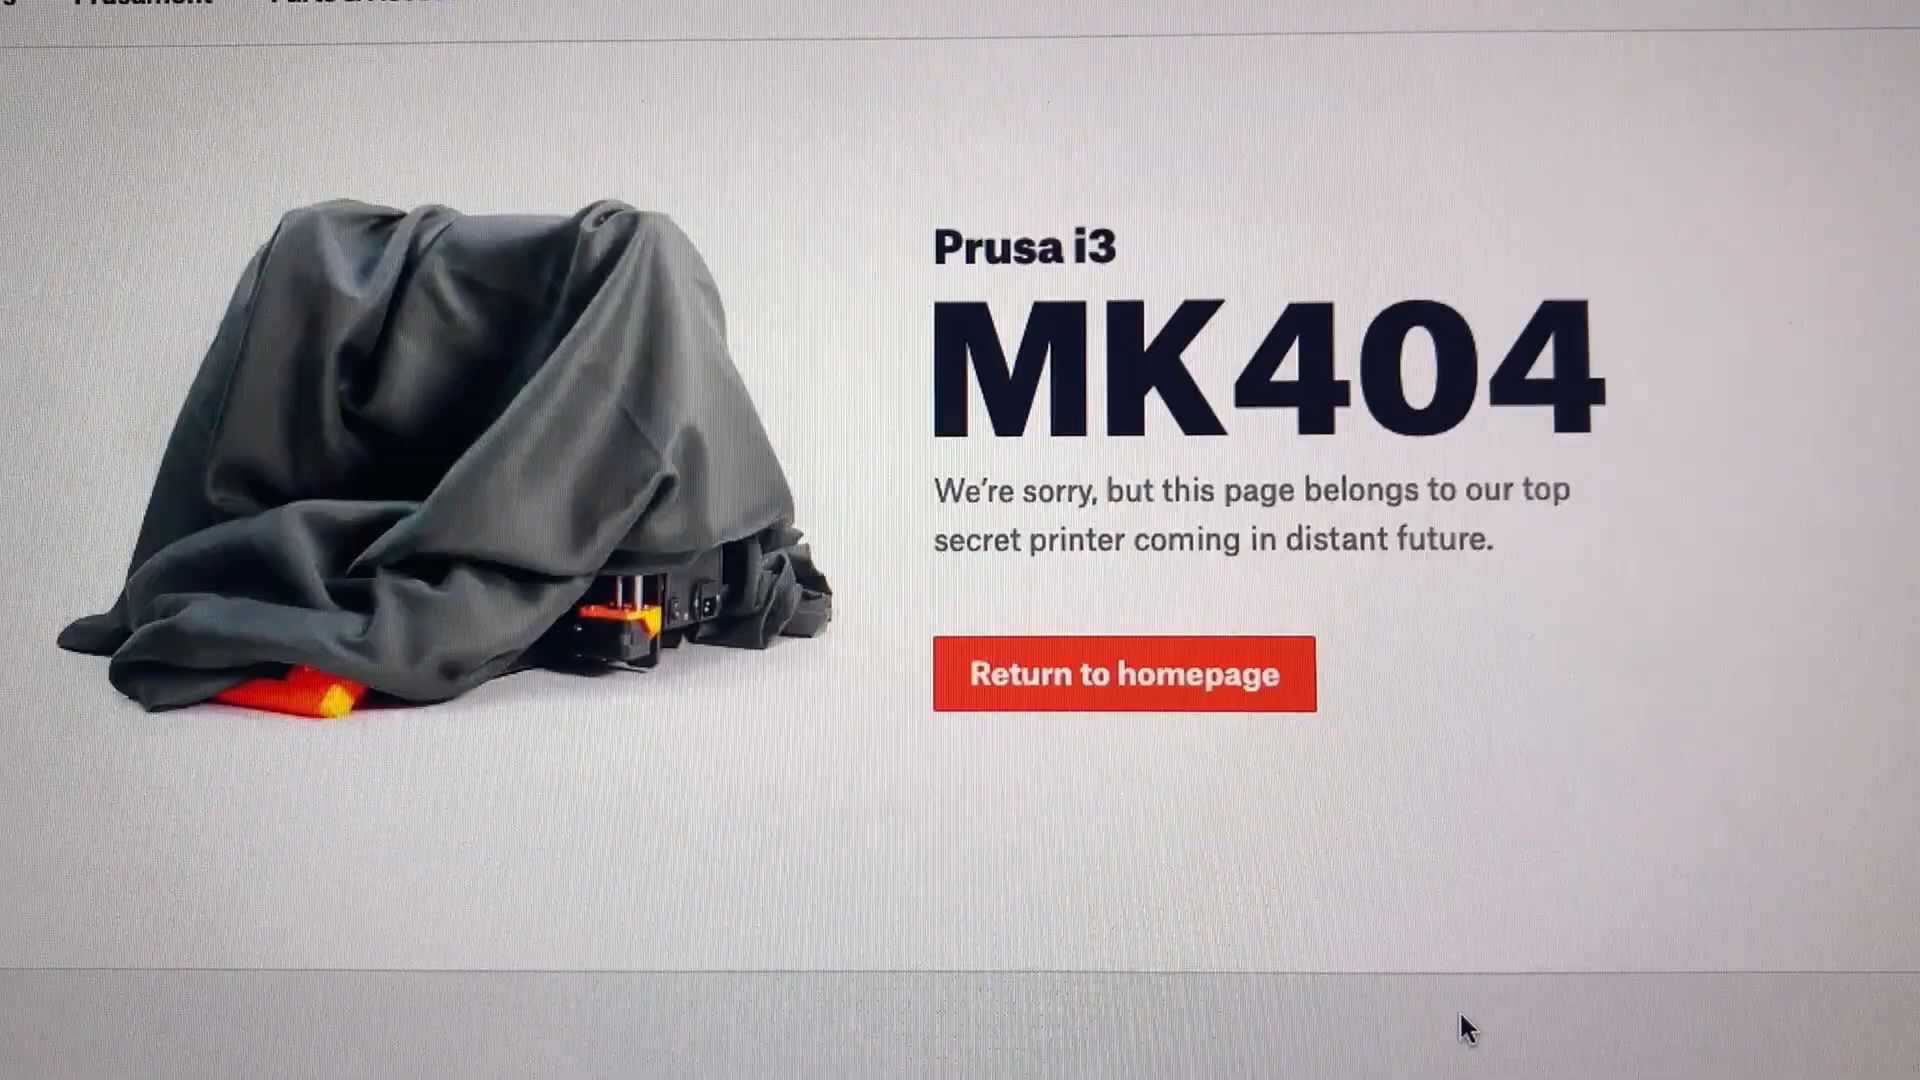 Prusa i3
MK404
We're sorry, but this page belongs to our top
secret printer coming in distant future.
Return to homepage